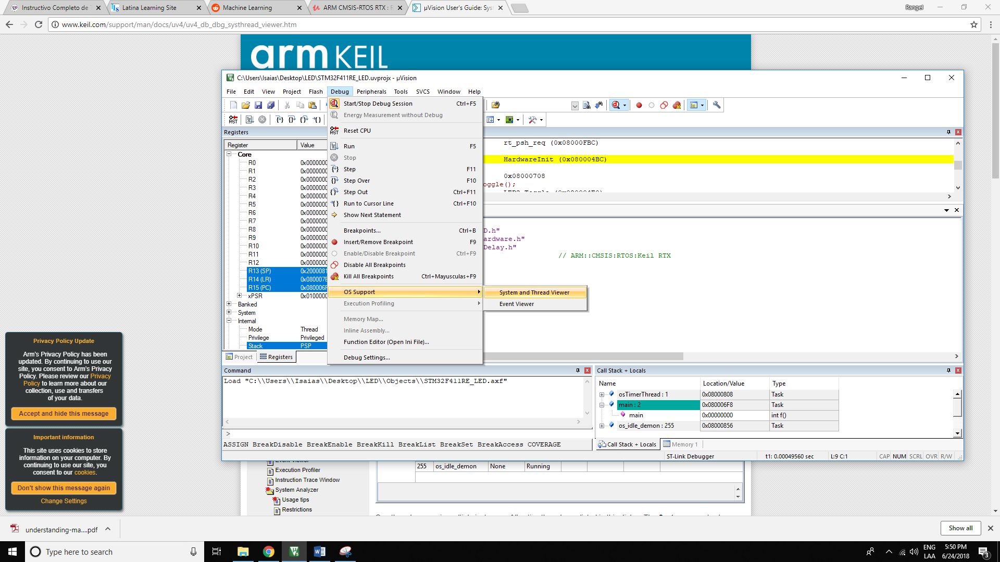 Instructivo Completo de
Latina Learning Site
Machine Learning
ARM CMSIS-RTOS RTX : F
µVision User's Guide: Sys
Rangel
www.keil.com/support/man/docs/uv4/uv4_db_dbg_systhread_viewer.htm
arm KEIL
C:\Users\Isaias\Desktop\LED\STM32F411RE_LED.uvprojx - µVision
File Edit View Project Flash Debug Peripherals Tools SVCS Window Help
Start/Stop Debug Session Ctrl+F5
Energy Measurement without Debug
Reset CPU
Run F5
Stop
Step F11
Step Over F10
Step Out Ctrl+F11
Run to Cursor Line Ctrl+F10
Show Next Statement
Breakpoints... Ctrl+B
Insert/Remove Breakpoint F9
Enable/Disable Breakpoint Ctrl+F9
Disable All Breakpoints
Kill All Breakpoints Ctrl+Mayusculas+F9
OS Support
Execution Profiling
Memory Map...
Inline Assembly...
Function Editor (Open Ini File)...
Debug Settings...
System and Thread Viewer
Event Viewer
Registers
Register Value
Core
R0 0x0000000
R1 0x0000000
R2 0x0000000
R3 0x0000000
R4 0x0000000
R5 0x0000000
R6 0x0000000
R7 0x0000000
R8 0x0000000
R9 0x0000000
R10 0x0000000
R11 0x0000000
R12 0x0000000
R13 (SP) 0x2000081
R14 (LR) 0x080007E
R15 (PC) 0x080006F
xPSR 0x0100000
Banked
System
Internal
Mode Thread
Privilege Privileged
Stack PSP
Project Registers
rt_psh_req (0x08000FBC)
HardwareInit (0x080004BC)
0x08000708
oggle();
D.h"
ardware.h"
Delay.h"
// ARM::CMSIS:RTOS:Keil RTX
Command
Load "C:\\Users\\Isaias\\Desktop\\LED\\Objects\\STM32F411RE_LED.axf"
>
ASSIGN BreakDisable BreakEnable BreakKill BreakList BreakSet BreakAccess COVERAGE
Call Stack + Locals
Name Location/Value Type
osTimerThread : 1 0x08000808 Task
main : 2 0x080006F8 Task
main 0x00000000 int f()
os_idle_demon : 255 0x08000856 Task
Call Stack + Locals Memory 1
ST-Link Debugger t1: 0.00049560 sec L:9 C:1 CAP NUM SCRL OVR R/W
Privacy Policy Update
Arm's Privacy Policy has been
updated. By continuing to use our
site, you consent to Arm's Privacy
Policy. Please review our Privacy
Policy to learn more about our
collection, use and transfers
of your data.
Accept and hide this message
Important information
This site uses cookies to store
information on your computer. By
continuing to use our site, you
consent to our cookies.
Don't show this message again
Change Settings
Execution Profiler
Instruction Trace Window
System Analyzer
Usage tips
Restrictions
255 os_idle_demon None Running
understanding-ma....pdf
Show all
Type here to search
ENG
LAA
5:50 PM
6/24/2018
3